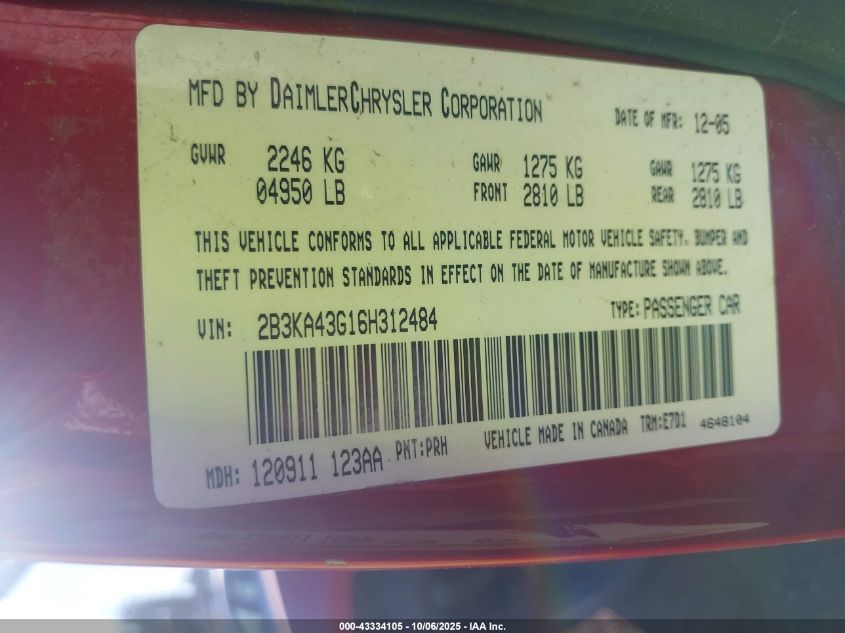 MFD BY DAIMLERCHRYSLER CORPORATION DATE OF MFR: 12-05
GVWR 2246 KG GAWR 1275 KG GAWR 1275 KG
04950 LB FRONT 2810 LB REAR 2810 LB
THIS VEHICLE CONFORMS TO ALL APPLICABLE FEDERAL MOTOR VEHICLE SAFETY, BUMPER AND
THEFT PREVENTION STANDARDS IN EFFECT ON THE DATE OF MANUFACTURE SHOWN ABOVE.
VIN: 2B3KA43G16H312484 TYPE: PASSENGER CAR
MDH: 120911 123AA PNT:PRH VEHICLE MADE IN CANADA TRM:E7D1 4648104
000-43334105 - 10/06/2025 - IAA Inc.